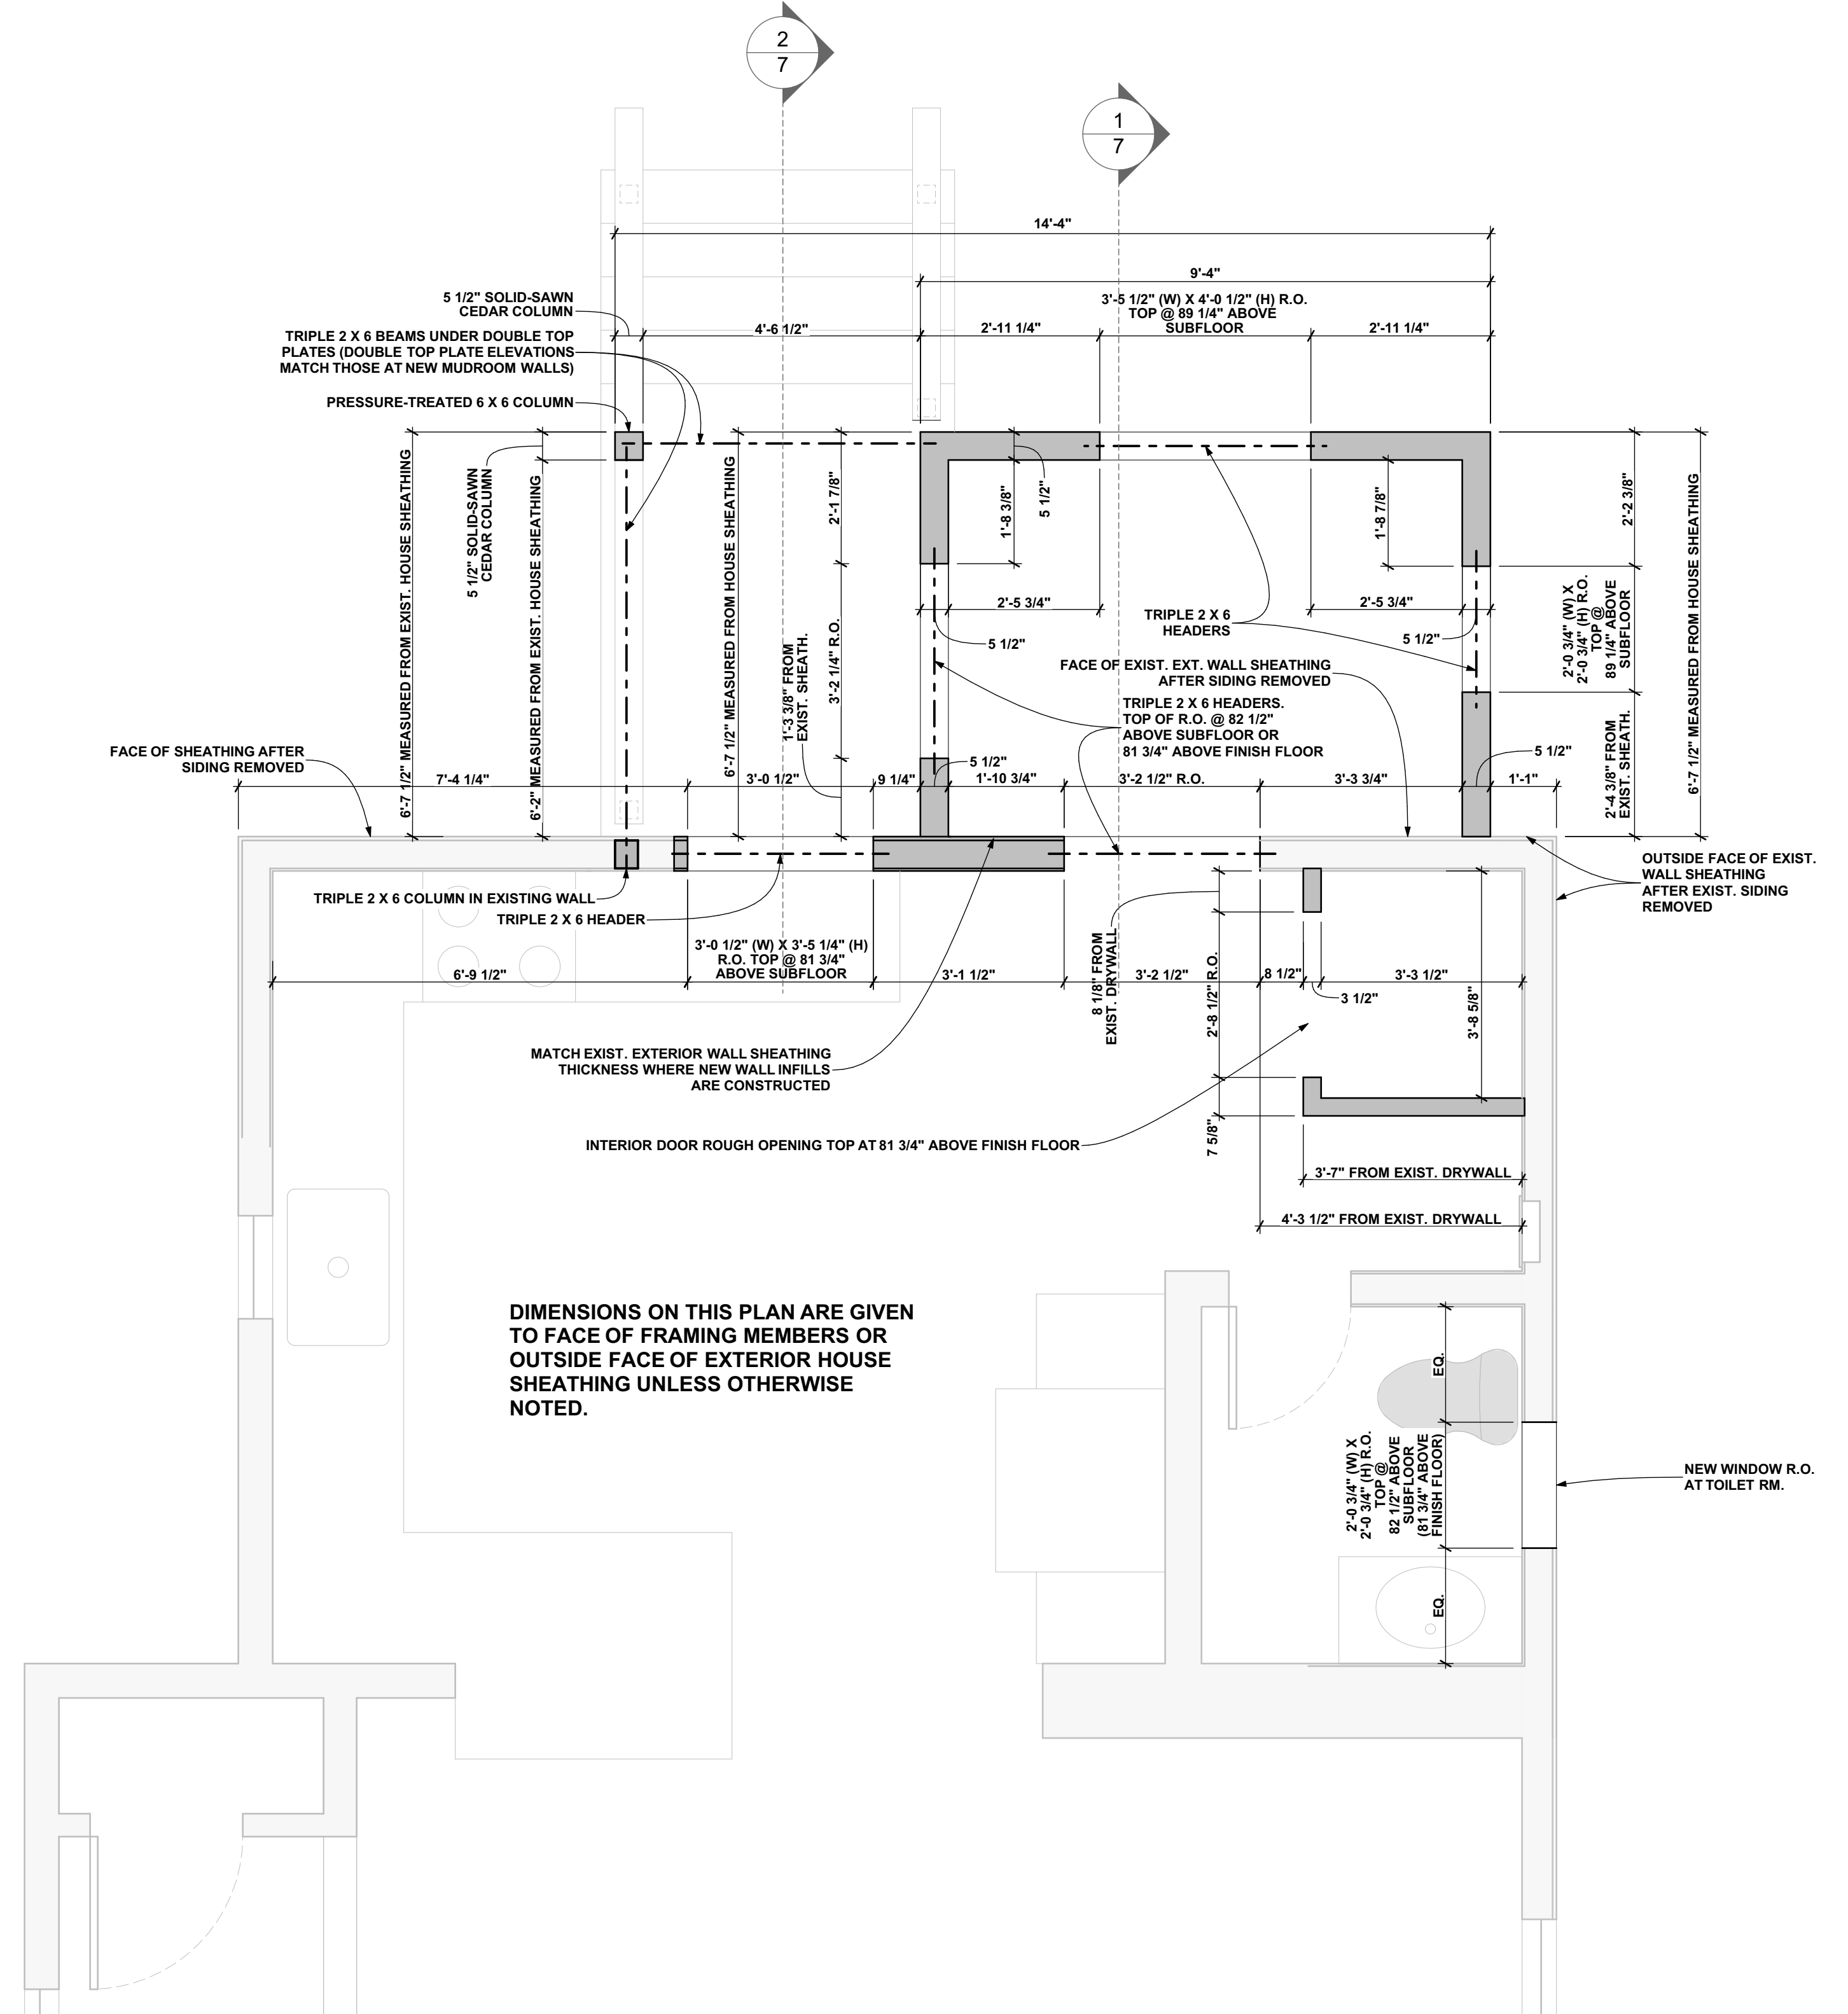 2
7
1
7
14'-4"
9'-4"
5 1/2" SOLID-SAWN
CEDAR COLUMN
3'-5 1/2" (W) X 4'-0 1/2" (H) R.O.
TOP @ 89 1/4" ABOVE
SUBFLOOR
4'-6 1/2"
2'-11 1/4"
2'-11 1/4"
TRIPLE 2 X 6 BEAMS UNDER DOUBLE TOP
PLATES (DOUBLE TOP PLATE ELEVATIONS
MATCH THOSE AT NEW MUDROOM WALLS)
PRESSURE-TREATED 6 X 6 COLUMN
6'-7 1/2" MEASURED FROM EXIST. HOUSE SHEATHING
5 1/2" SOLID-SAWN
CEDAR COLUMN
6'-2" MEASURED FROM EXIST. HOUSE SHEATHING
6'-7 1/2" MEASURED FROM HOUSE SHEATHING
1'-3 3/8" FROM
EXIST. SHEATH.
2'-1 7/8"
3'-2 1/4" R.O.
1'-8 3/8"
5 1/2"
1'-8 7/8"
2'-2 3/8"
6'-7 1/2" MEASURED FROM HOUSE SHEATHING
2'-0 3/4" (W) X
2'-0 3/4" (H) R.O.
TOP @
89 1/4" ABOVE
SUBFLOOR
2'-4 3/8" FROM
EXIST. SHEATH.
2'-5 3/4"
2'-5 3/4"
5 1/2"
TRIPLE 2 X 6
HEADERS
5 1/2"
FACE OF EXIST. EXT. WALL SHEATHING
AFTER SIDING REMOVED
TRIPLE 2 X 6 HEADERS.
TOP OF R.O. @ 82 1/2"
ABOVE SUBFLOOR OR
81 3/4" ABOVE FINISH FLOOR
FACE OF SHEATHING AFTER
SIDING REMOVED
5 1/2"
5 1/2"
7'-4 1/4"
3'-0 1/2"
9 1/4"
1'-10 3/4"
3'-2 1/2" R.O.
3'-3 3/4"
1'-1"
OUTSIDE FACE OF EXIST.
WALL SHEATHING
AFTER EXIST. SIDING
REMOVED
TRIPLE 2 X 6 COLUMN IN EXISTING WALL
TRIPLE 2 X 6 HEADER
3'-0 1/2" (W) X 3'-5 1/4" (H)
R.O. TOP @ 81 3/4"
ABOVE SUBFLOOR
6'-9 1/2"
3'-1 1/2"
3'-2 1/2"
8 1/2"
3'-3 1/2"
3 1/2"
8 1/8" FROM
EXIST. DRYWALL
2'-8 1/2" R.O.
3'-8 5/8"
MATCH EXIST. EXTERIOR WALL SHEATHING
THICKNESS WHERE NEW WALL INFILLS
ARE CONSTRUCTED
7 5/8"
INTERIOR DOOR ROUGH OPENING TOP AT 81 3/4" ABOVE FINISH FLOOR
3'-7" FROM EXIST. DRYWALL
4'-3 1/2" FROM EXIST. DRYWALL
DIMENSIONS ON THIS PLAN ARE GIVEN
TO FACE OF FRAMING MEMBERS OR
OUTSIDE FACE OF EXTERIOR HOUSE
SHEATHING UNLESS OTHERWISE
NOTED.
EQ.
2'-0 3/4" (W) X
2'-0 3/4" (H) R.O.
TOP @
82 1/2" ABOVE
SUBFLOOR
(81 3/4" ABOVE
FINISH FLOOR)
EQ.
NEW WINDOW R.O.
AT TOILET RM.